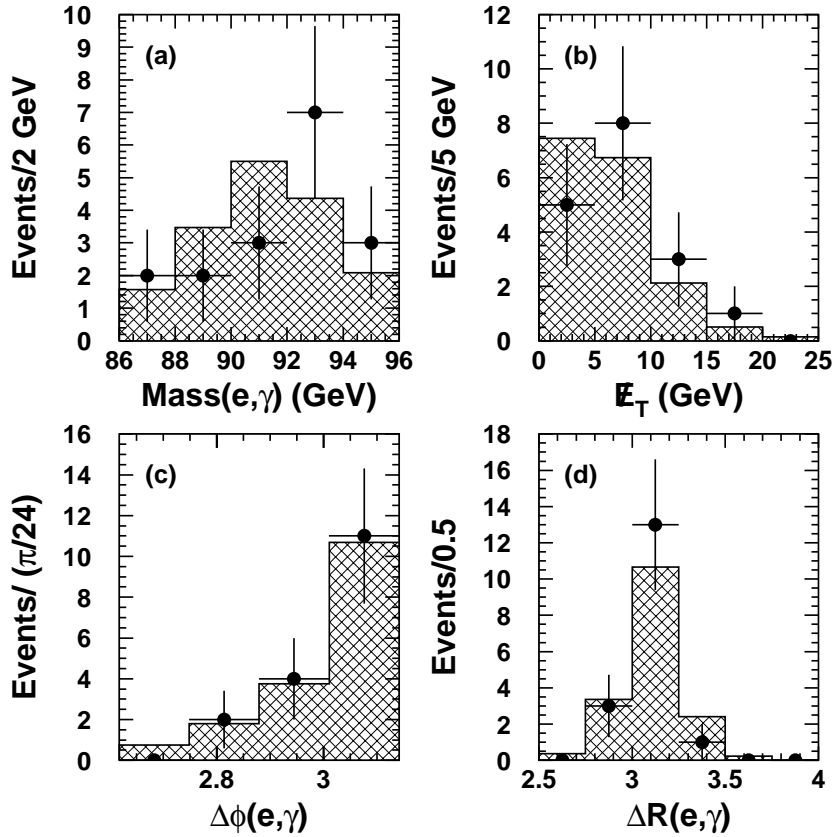 Events/2 GeV
(a)
10
9
8
7
6
5
4
3
2
1
0
86 88 90 92 94 96
Mass(e,γ) (GeV)
Events/5 GeV
(b)
12
10
8
6
4
2
0
0 5 10 15 20 25
E̸_T (GeV)
Events/ (π/24)
(c)
16
14
12
10
8
6
4
2
0
2.8 3
Δϕ(e,γ)
Events/0.5
(d)
18
16
14
12
10
8
6
4
2
0
2.5 3 3.5 4
ΔR(e,γ)